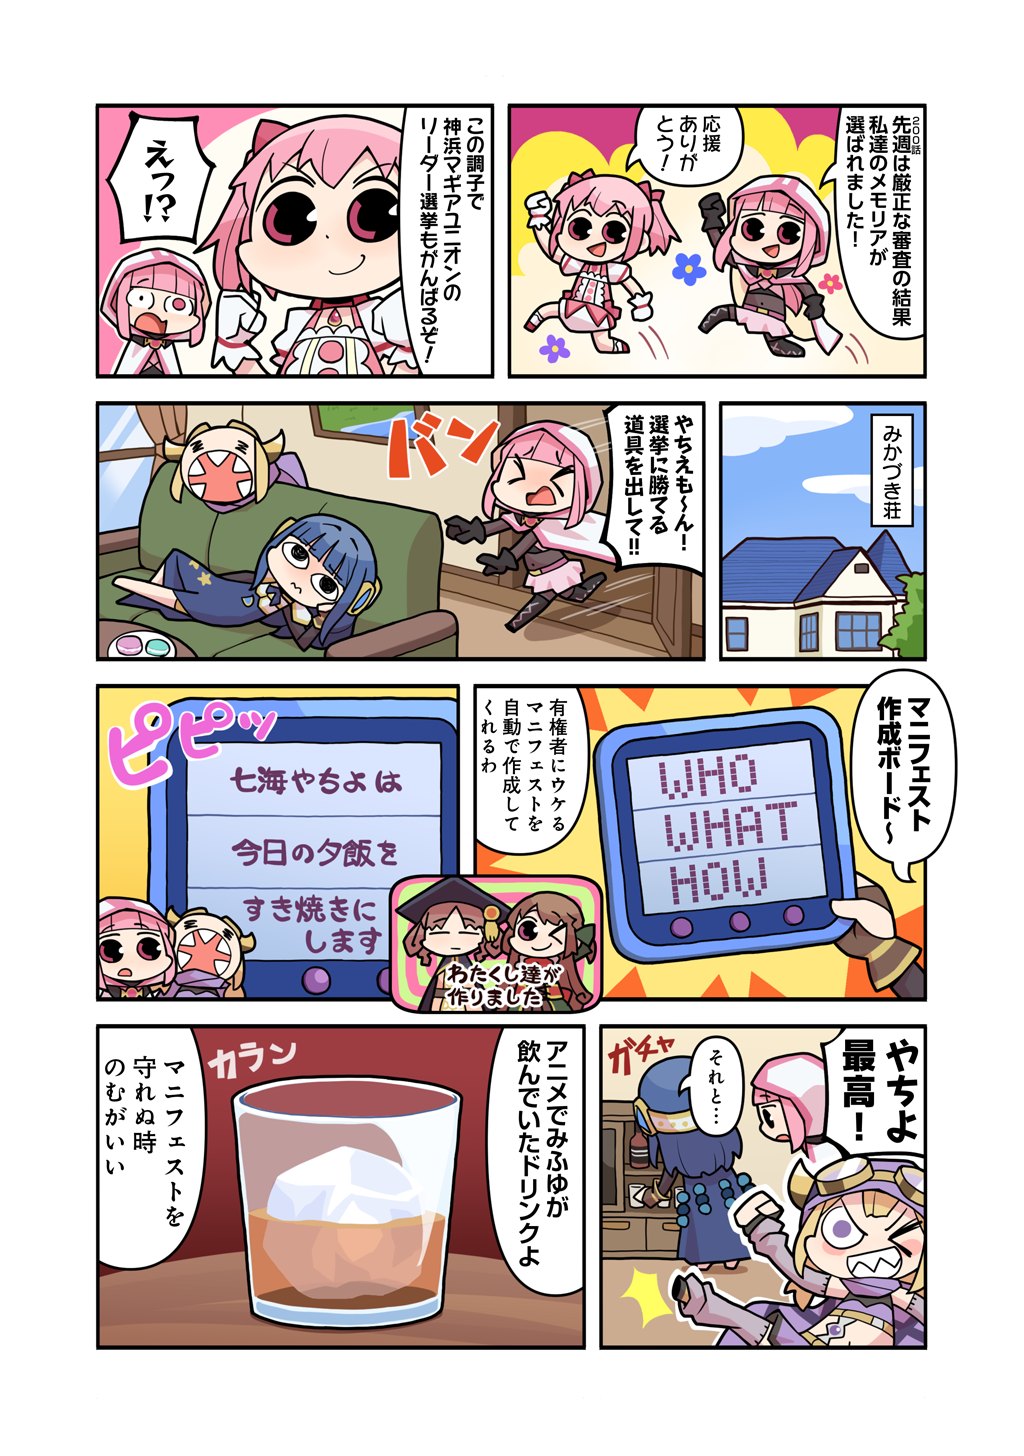 先週は厳正な審査の結果
200話
私達のメモリアが
選ばれました!
応援
ありが
とう!
この調子で
神浜マギアユニオンの
リーダー選挙もがんばるぞ!
えっ!?
みかづき荘
やちえも〜ん!
選挙に勝てる
道具を出して!!
バン
マニフェスト
作成ボード〜
WHO
WHAT
HOW
有権者にウケる
マニフェストを
自動で作成して
くれるわ
ピピッ
七海やちよは
今日の夕飯を
すき焼きに
します
わたくし達が
作りました
やちよ
最高!
それと…
ガチャ
アニメでみふゆが
飲んでいたドリンクよ
カラン
マニフェストを
守れぬ時
のむがいい